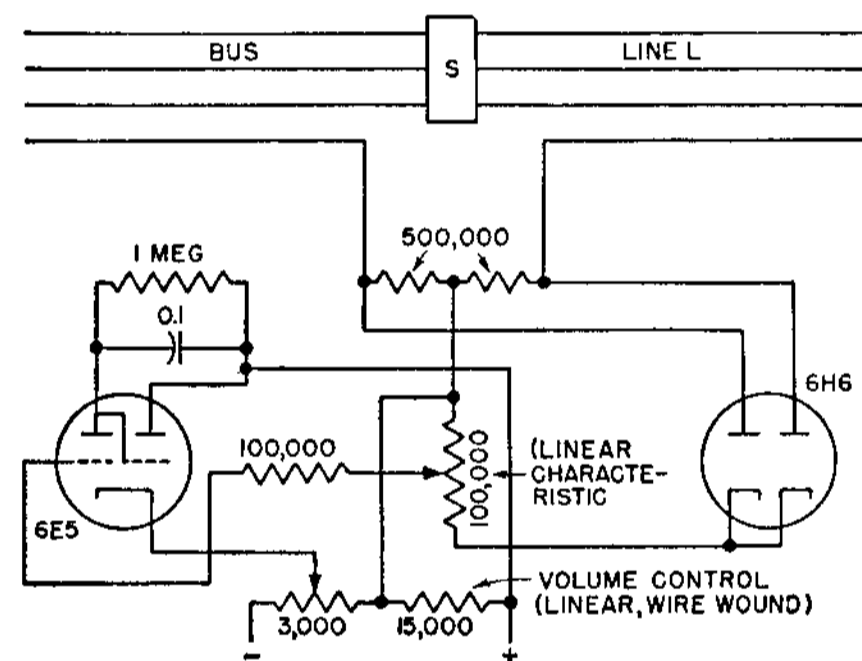 BUS
S
LINE L
500,000
1 MEG
0.1
6H6
100,000
100,000
(LINEAR
CHARACTE-
RISTIC
6E5
VOLUME CONTROL
(LINEAR, WIRE WOUND)
3,000
15,000
-
+